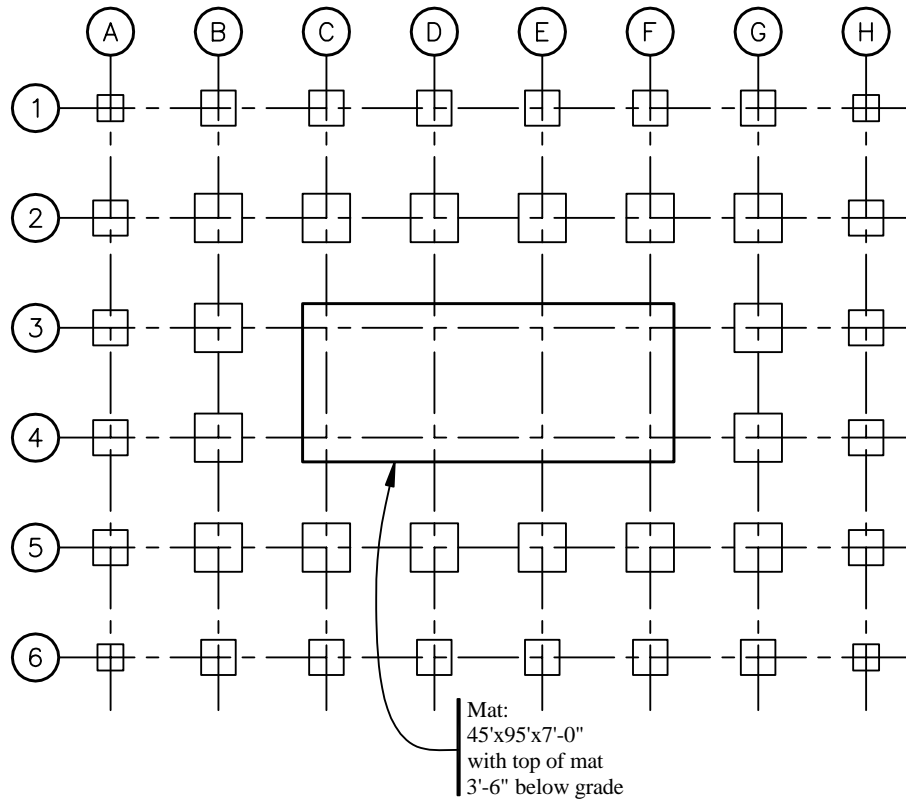 A B C D E F G H
1
2
3
4
5
6
Mat:
45'x95'x7'-0"
with top of mat
3'-6" below grade